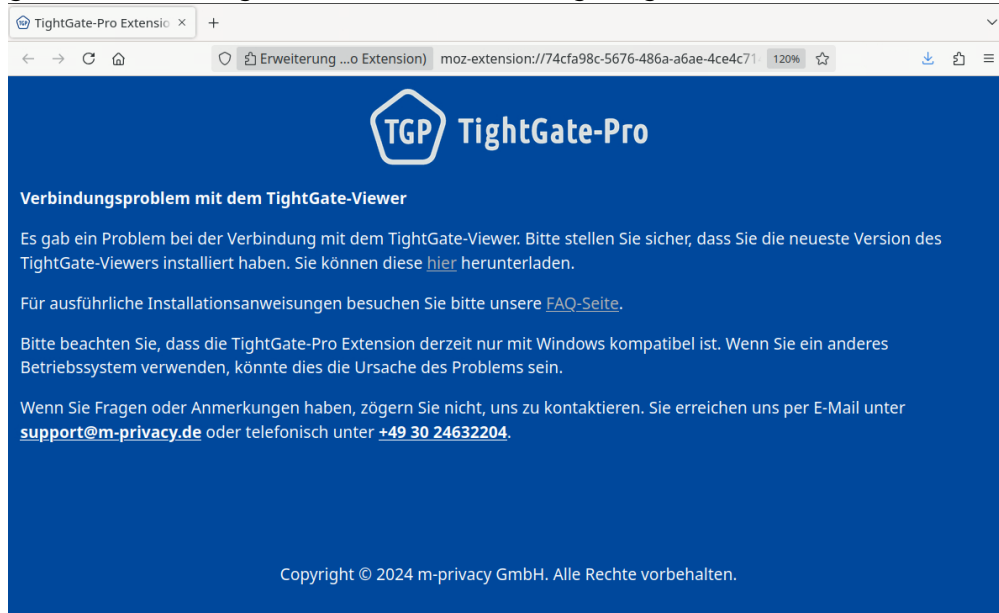 TightGate-Pro Extensio
Erweiterung ...o Extension) moz-extension://74cfa98c-5676-486a-a6ae-4ce4c71 120%
TGP TightGate-Pro
Verbindungsproblem mit dem TightGate-Viewer
Es gab ein Problem bei der Verbindung mit dem TightGate-Viewer. Bitte stellen Sie sicher, dass Sie die neueste Version des
TightGate-Viewers installiert haben. Sie können diese hier herunterladen.
Für ausführliche Installationsanweisungen besuchen Sie bitte unsere FAQ-Seite.
Bitte beachten Sie, dass die TightGate-Pro Extension derzeit nur mit Windows kompatibel ist. Wenn Sie ein anderes
Betriebssystem verwenden, könnte dies die Ursache des Problems sein.
Wenn Sie Fragen oder Anmerkungen haben, zögern Sie nicht, uns zu kontaktieren. Sie erreichen uns per E-Mail unter
support@m-privacy.de oder telefonisch unter +49 30 24632204.
Copyright © 2024 m-privacy GmbH. Alle Rechte vorbehalten.